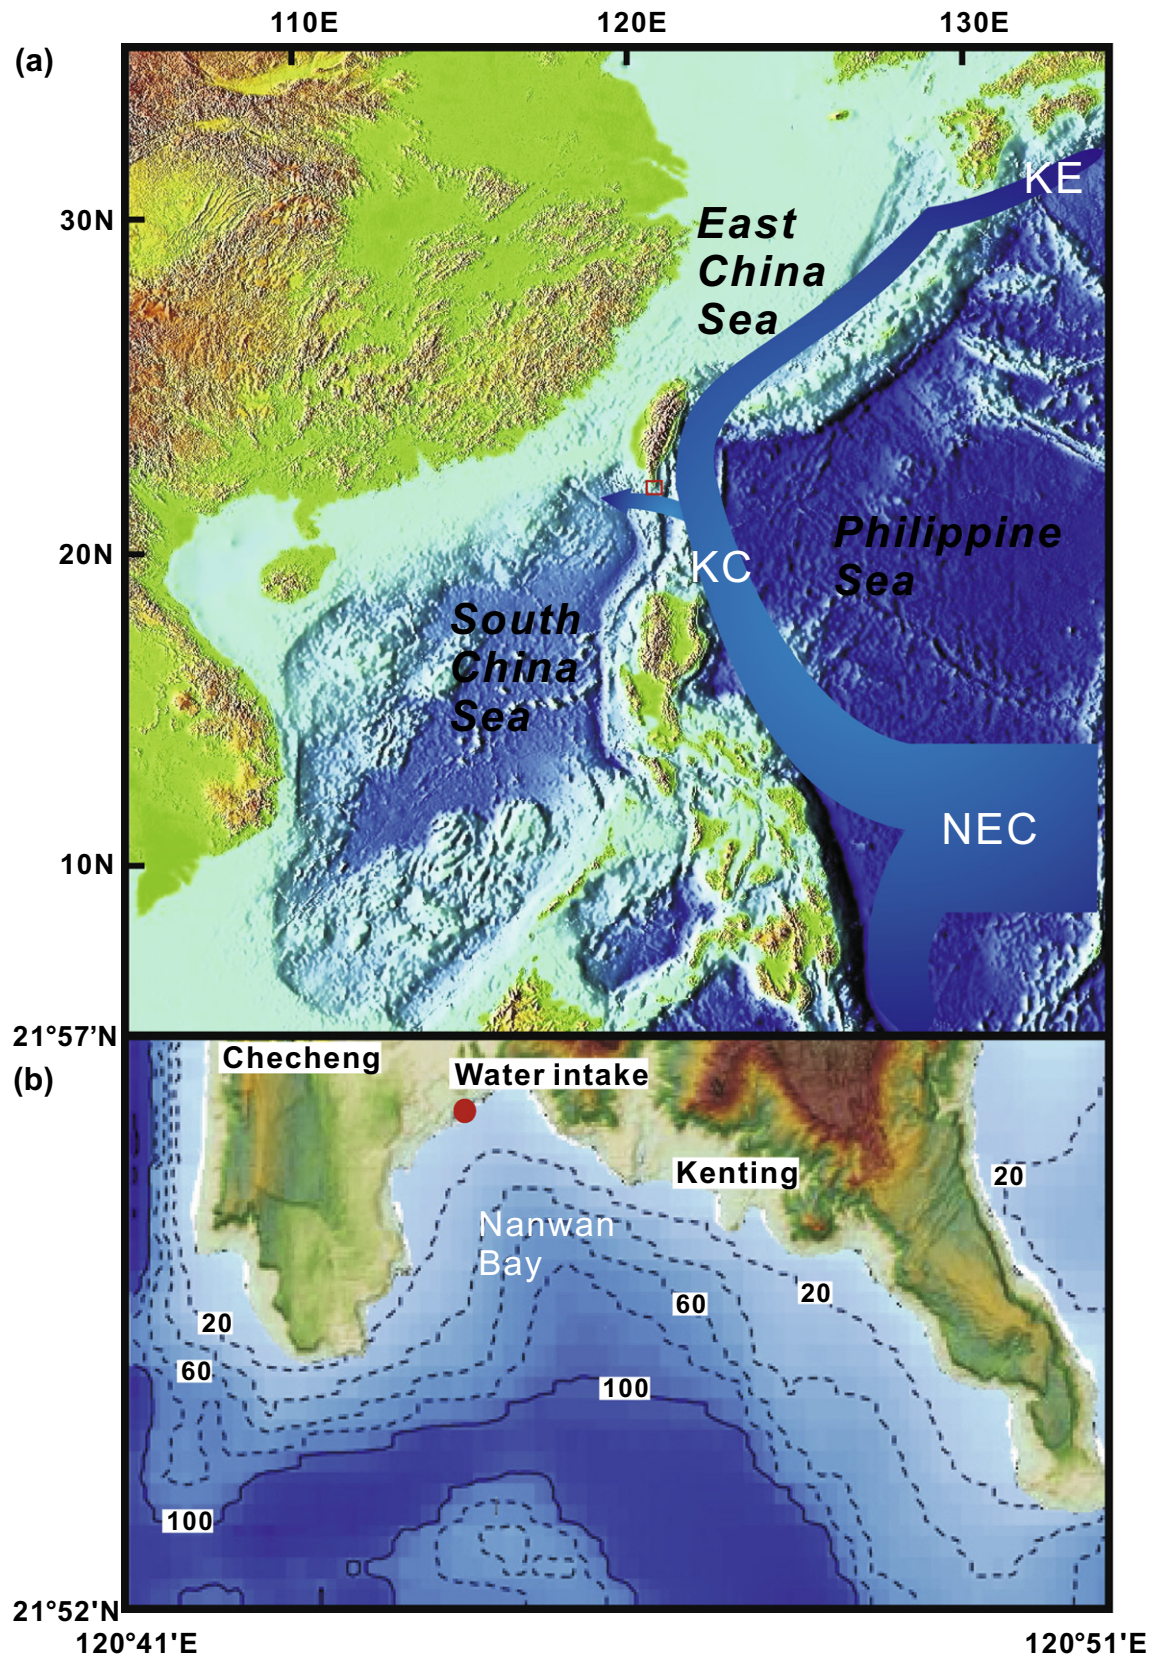 110E
120E
130E
(a)
KE
30N
East
China
Sea
20N
Philippine
Sea
KC
South
China
Sea
NEC
10N
21°57’N
(b)
Checheng
Water intake
Kenting
20
Nanwan
Bay
20
60
20
60
100
100
21°52'N
120°41'E
120°51'E